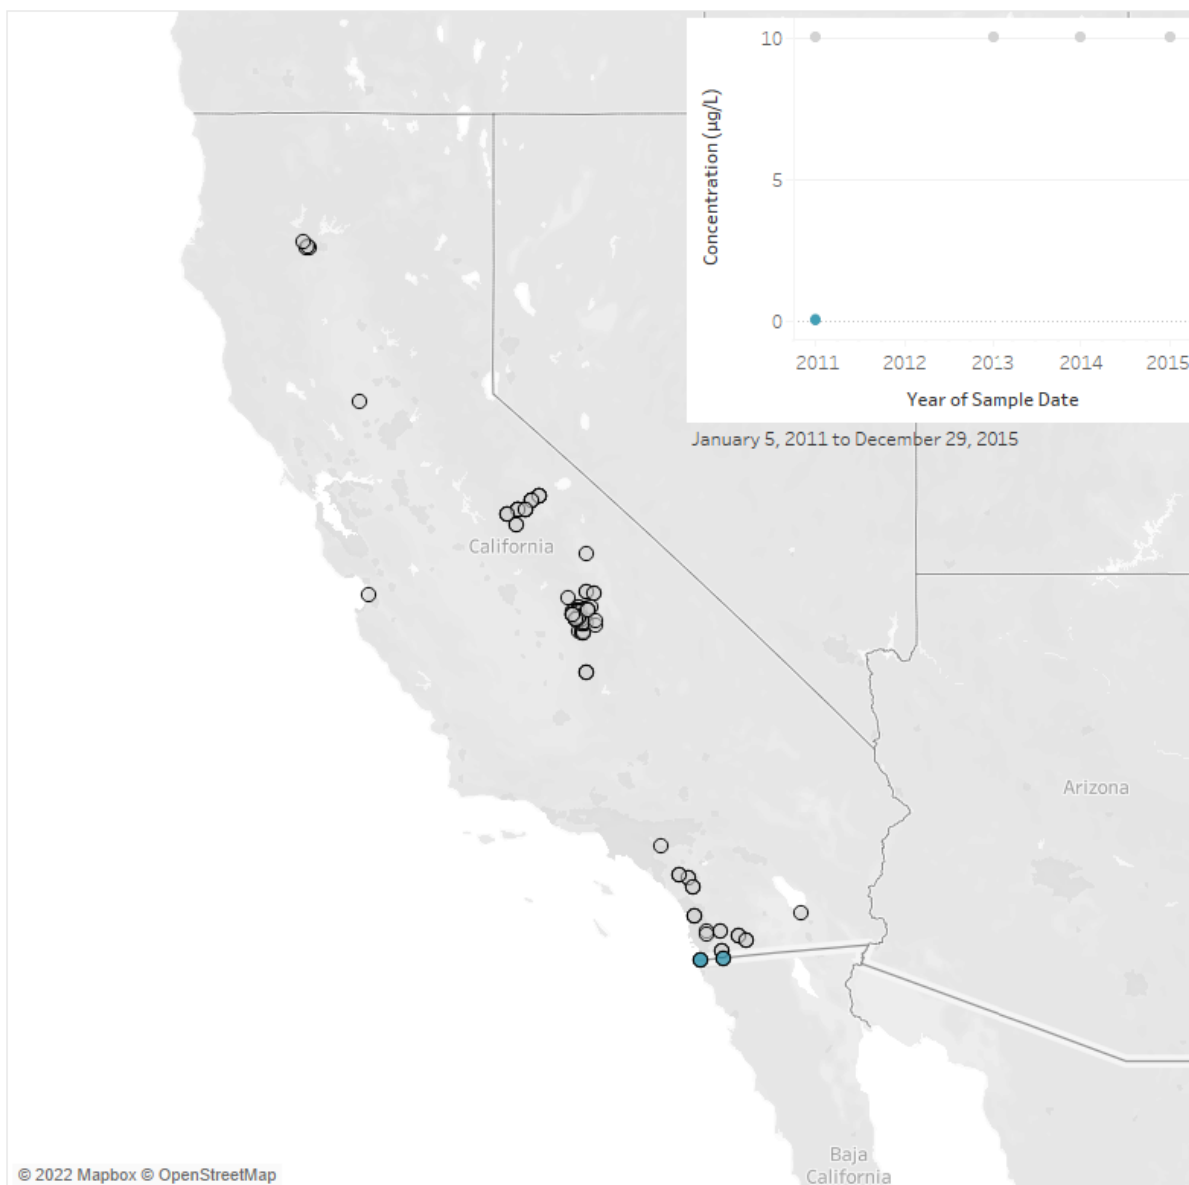 10
Concentration (µg/L)
5
0
2011 2012 2013 2014 2015
Year of Sample Date
January 5, 2011 to December 29, 2015
California
Arizona
Baja
California
© 2022 Mapbox © OpenStreetMap